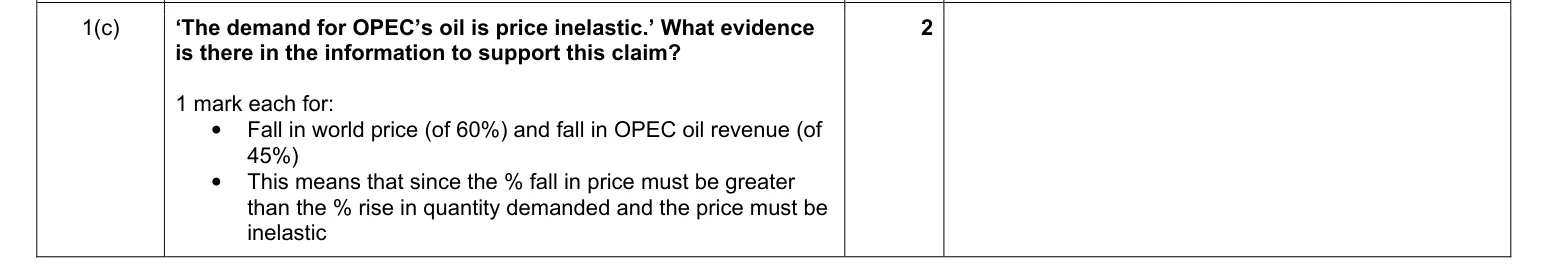 1(c)
‘The demand for OPEC’s oil is price inelastic.’ What evidence
is there in the information to support this claim?
2
1 mark each for:
• Fall in world price (of 60%) and fall in OPEC oil revenue (of
45%)
• This means that since the % fall in price must be greater
than the % rise in quantity demanded and the price must be
inelastic